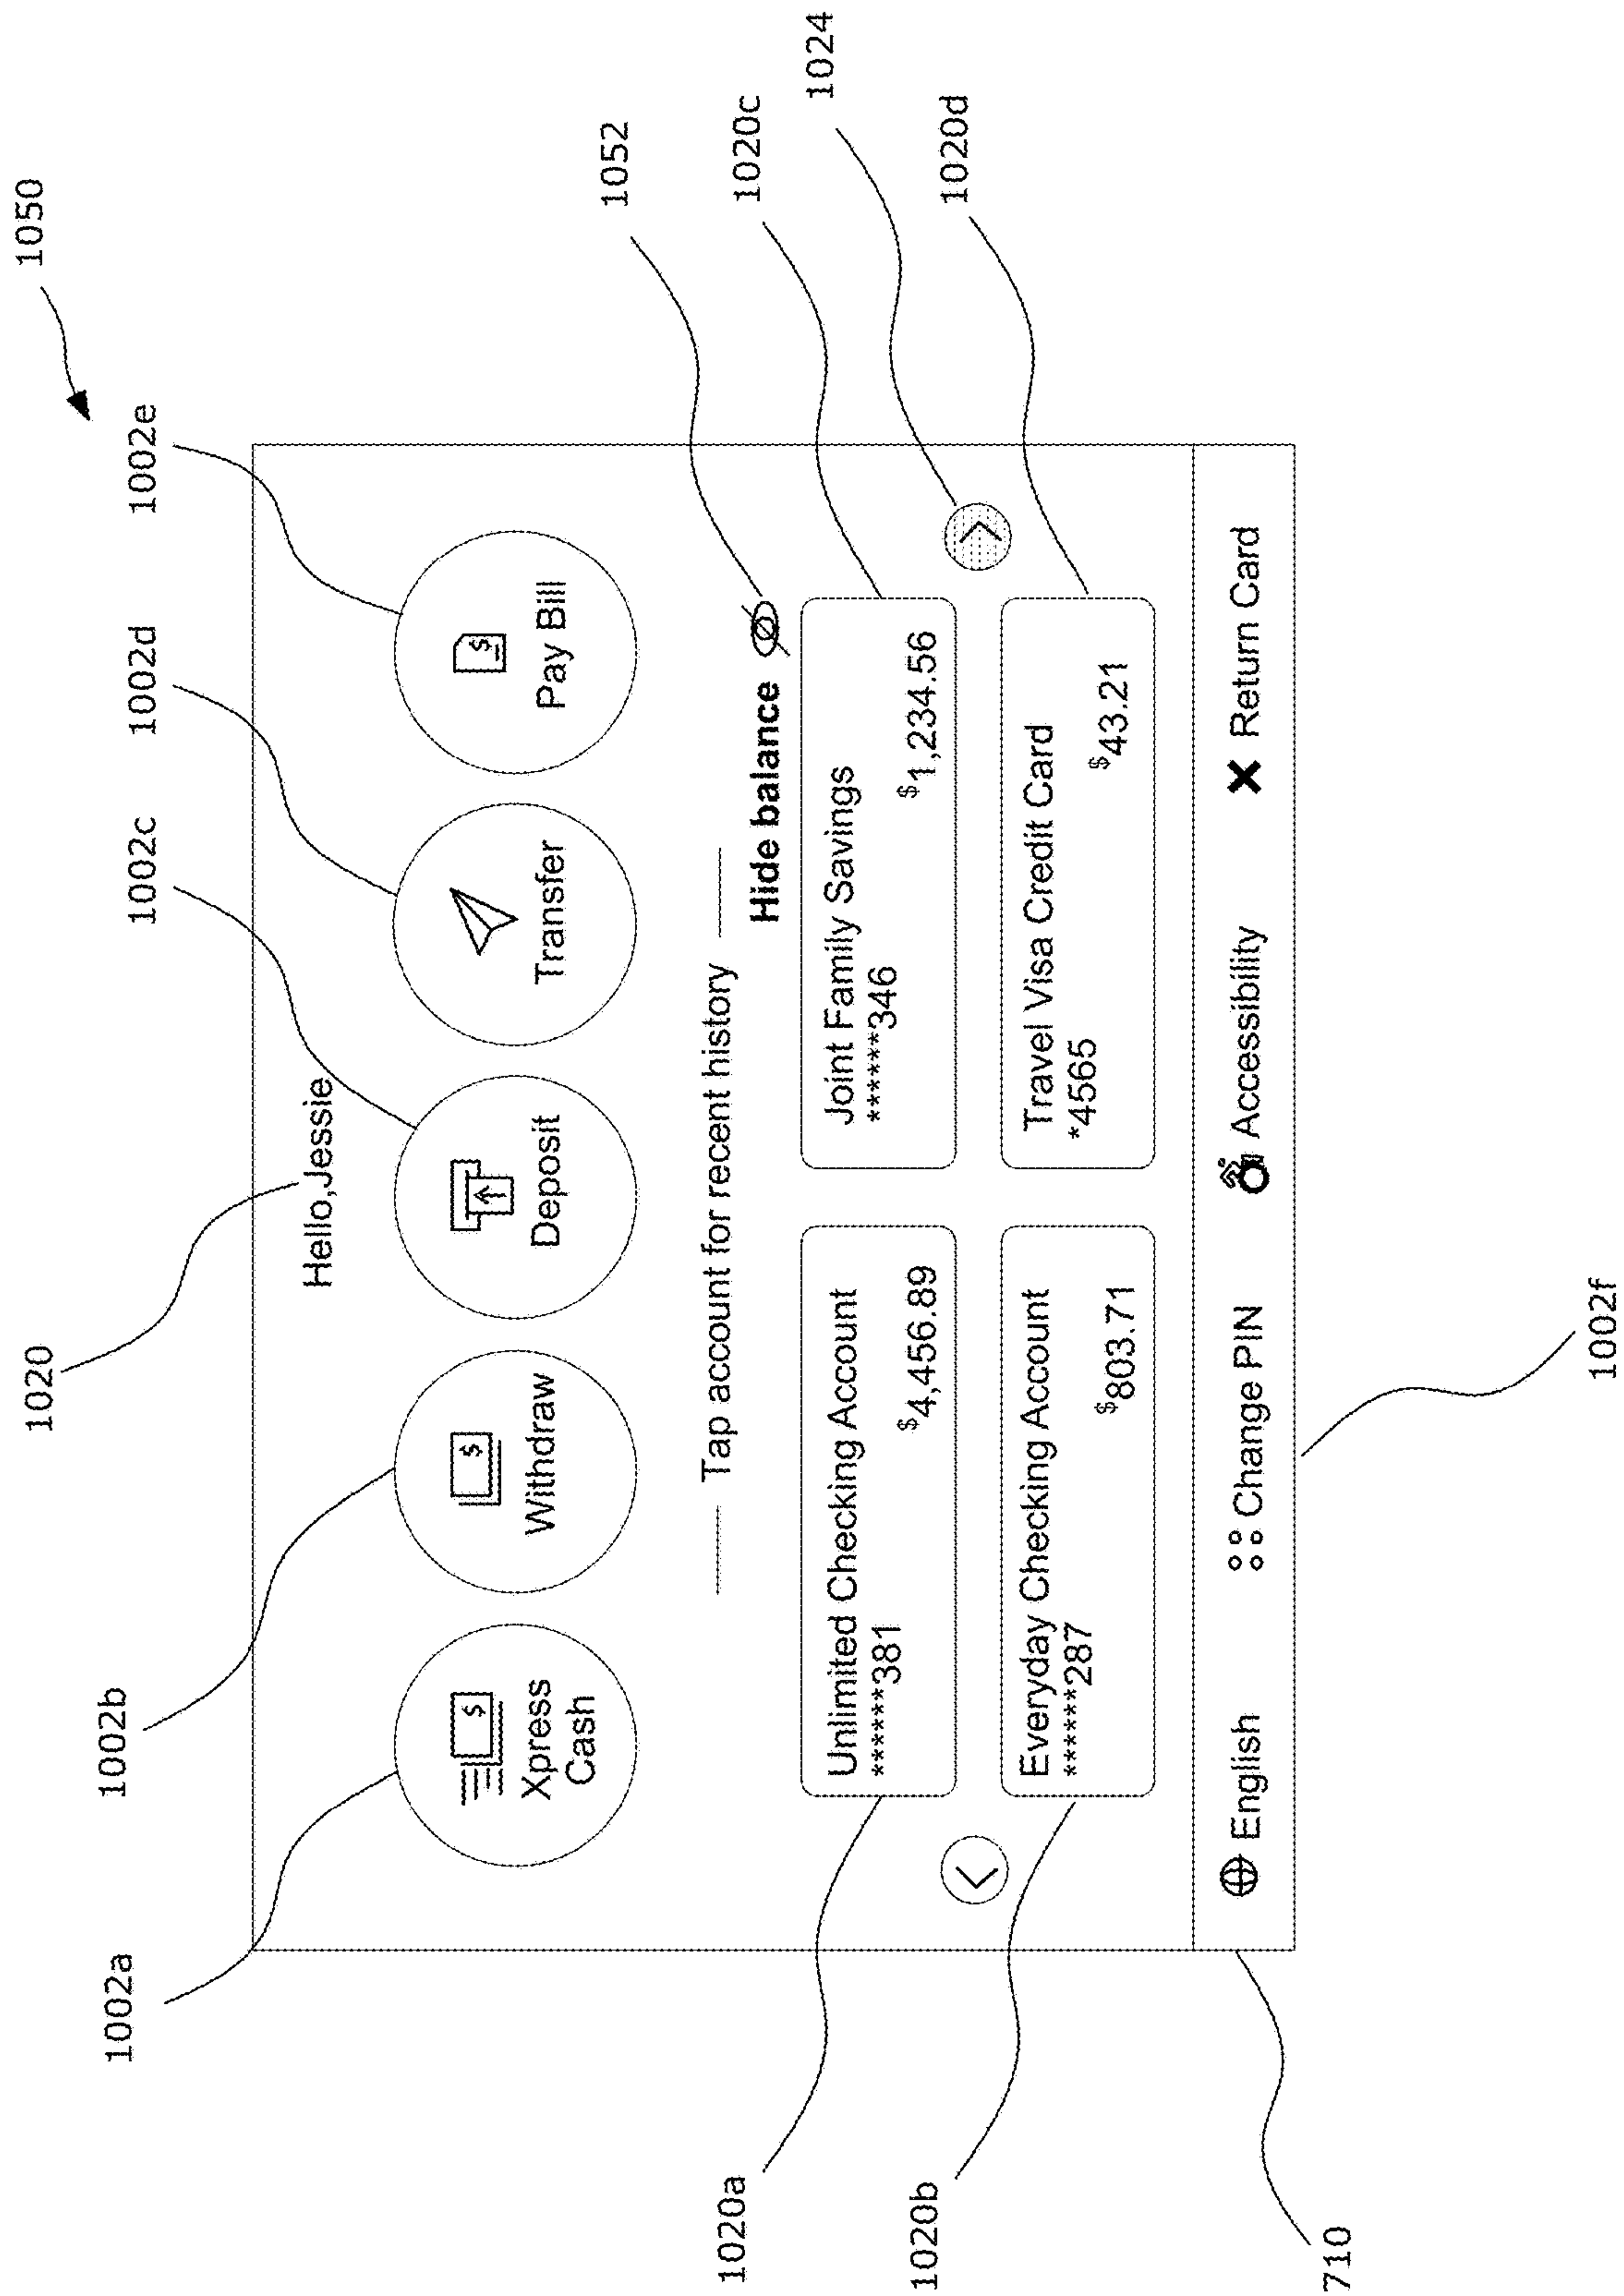 1050
1020
1002a
1002b
1002c
1002d
1002e
Hello,Jessie
$
Xpress
Cash
$
Withdraw
Deposit
Transfer
$
Pay Bill
Tap account for recent history
Hide balance
1052
1020a
Unlimited Checking Account
******381
$4,456.89
Joint Family Savings
******346
$1,234.56
1020c
1024
1020b
Everyday Checking Account
******287
$803.71
Travel Visa Credit Card
*4565
$43.21
1020d
English
Change PIN
Accessibility
Return Card
710
1002f